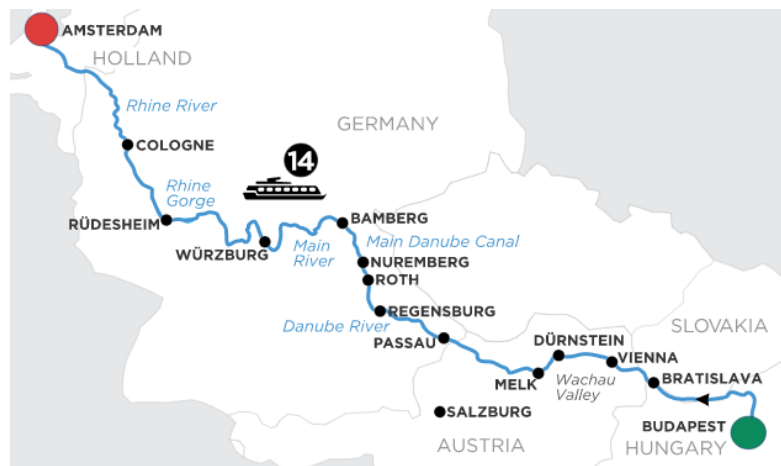 AMSTERDAM
HOLLAND
Rhine River
GERMANY
COLOGNE
14
Rhine
Gorge
RÜDESHEIM
BAMBERG
WÜRZBURG
Main
River
Main Danube Canal
NUREMBERG
ROTH
REGENSBURG
Danube River
PASSAU
SLOVAKIA
DÜRNSTEIN
VIENNA
MELK
Wachau
Valley
BRATISLAVA
SALZBURG
BUDAPEST
AUSTRIA
HUNGARY